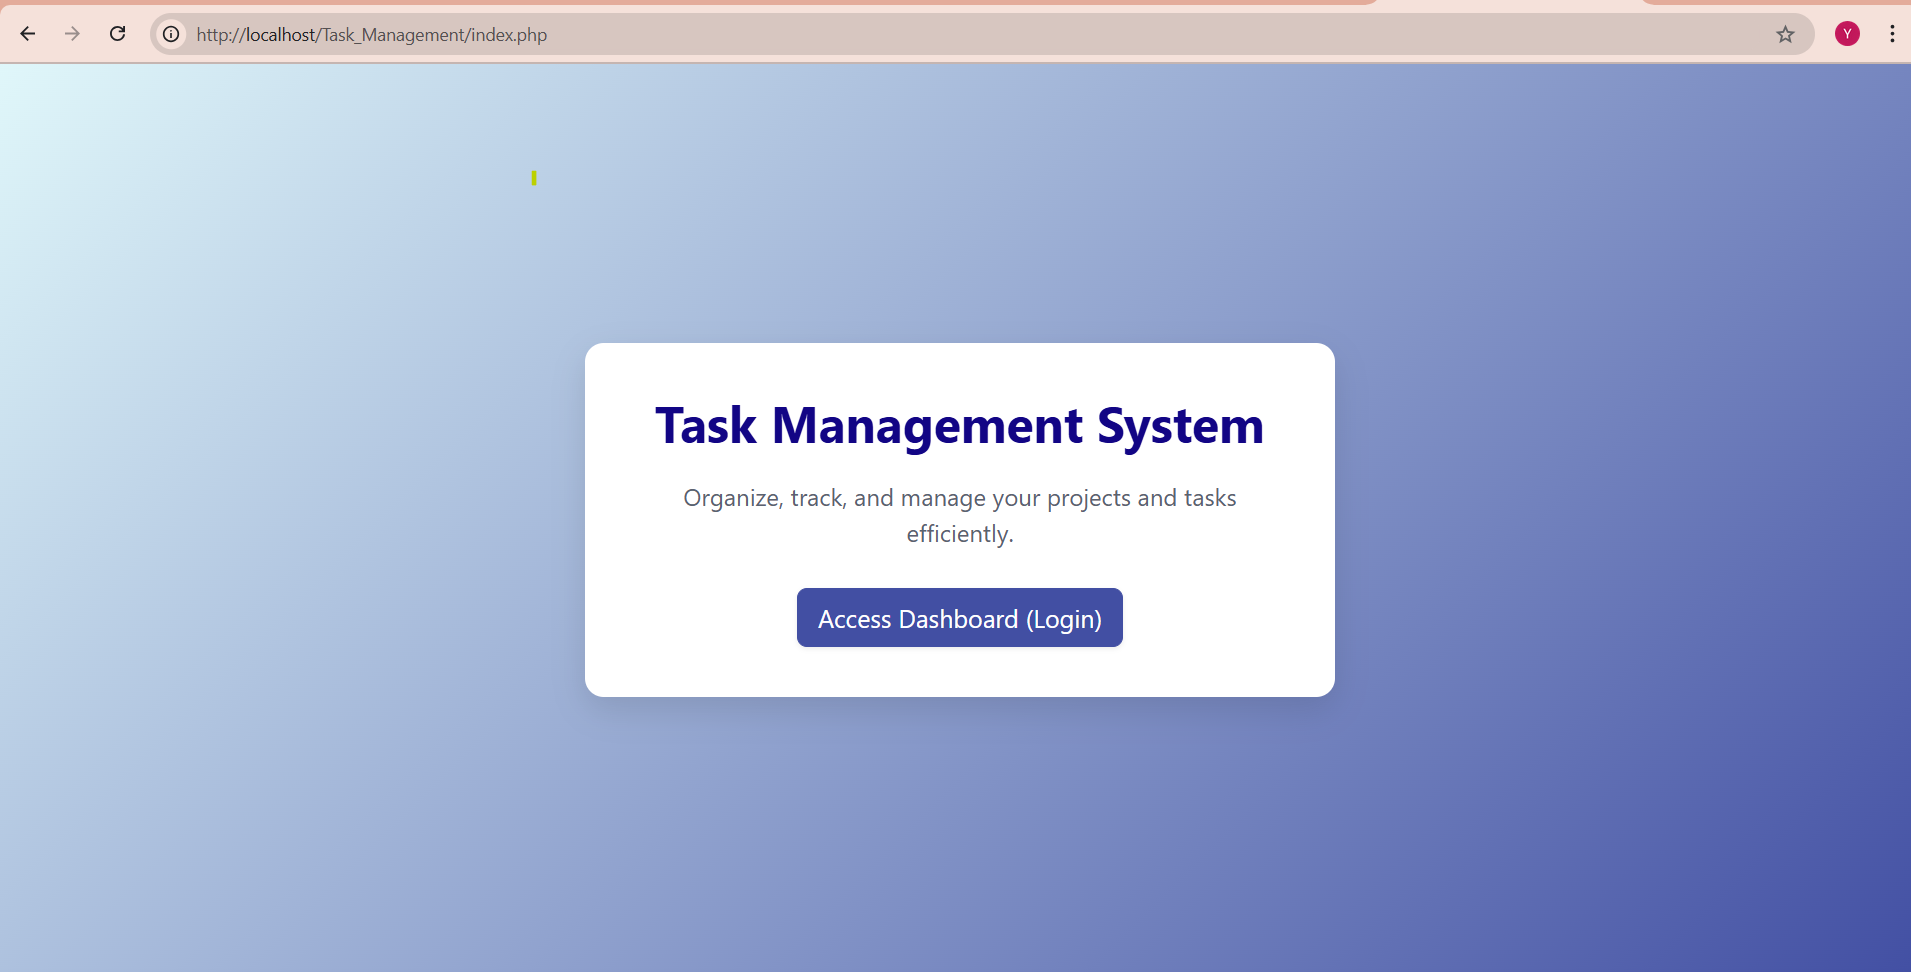 http://localhost/Task_Management/index.php
Y
Task Management System
Organize, track, and manage your projects and tasks
efficiently.
Access Dashboard (Login)